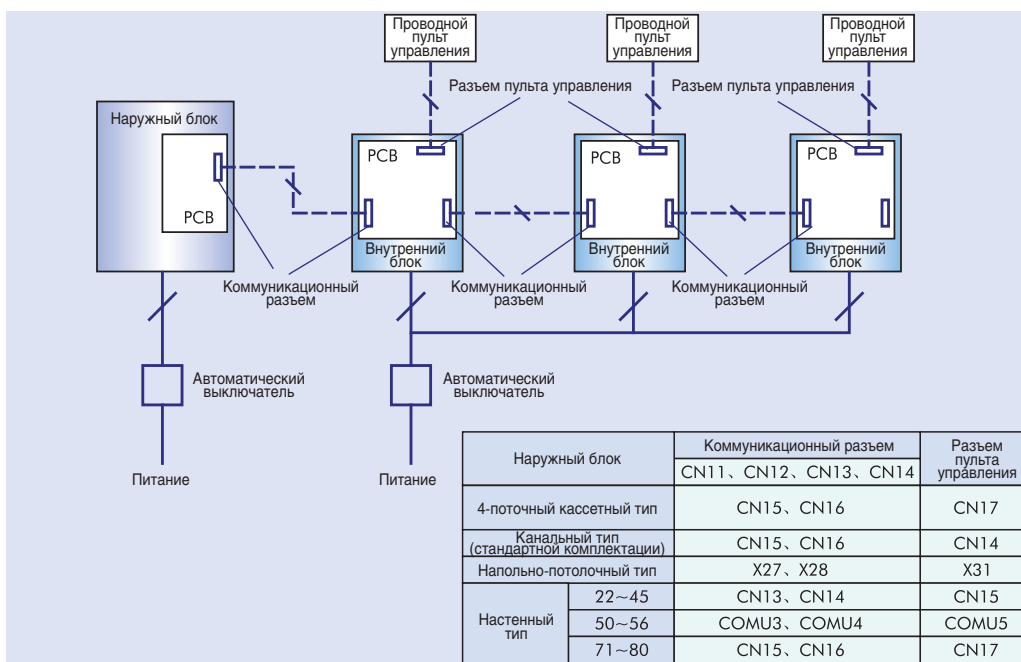 Проводной
пульт
управления
Проводной
пульт
управления
Проводной
пульт
управления
Разъем пульта управления
Разъем пульта управления
Наружный блок
PCB
PCB
PCB
PCB
Внутренний
блок
Внутренний
блок
Внутренний
блок
Коммуникационный
разъем
Коммуникационный
разъем
Коммуникационный
разъем
Автоматический
выключатель
Автоматический
выключатель
Питание
Питание
Наружный блок
Коммуникационный разъем
Разъем
пульта
управления
CN11、CN12、CN13、CN14
4-поточный кассетный тип
CN15、CN16
CN17
Канальный тип
(стандартной комплектации)
CN15、CN16
CN14
Напольно-потолочный тип
X27、X28
X31
Настенный
тип
22~45
CN13、CN14
CN15
50~56
COMU3、COMU4
COMU5
71~80
CN15、CN16
CN17